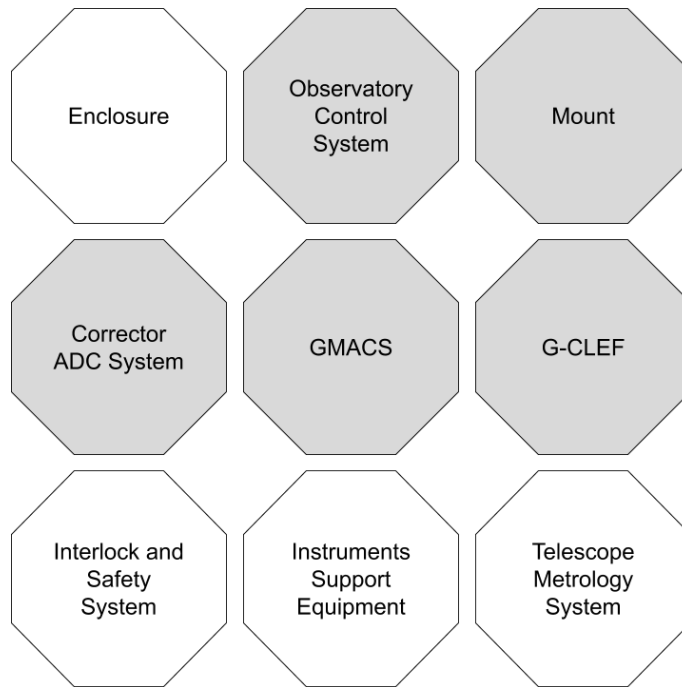 Enclosure
Observatory
Control
System
Mount
Corrector
ADC System
GMACS
G-CLEF
Interlock and
Safety
System
Instruments
Support
Equipment
Telescope
Metrology
System